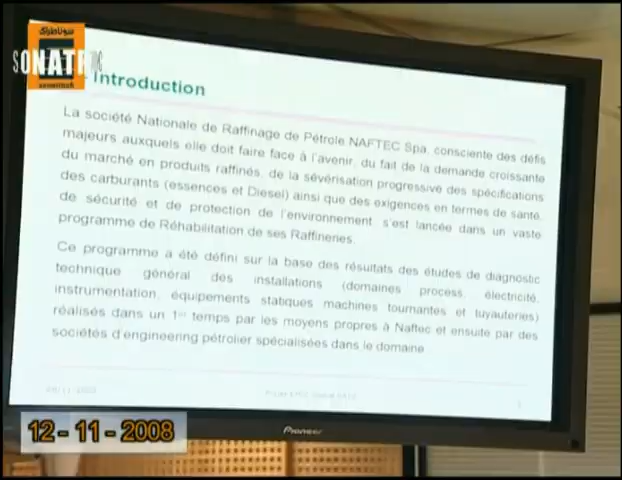 سوناطراك
SONATR
sonatrach
Introduction
La société Nationale de Raffinage de Pétrole NAFTEC Spa, consciente des défis
majeurs auxquels elle doit faire face à l'avenir, du fait de la demande croissante
du marché en produits raffinés, de la sévérisation progressive des spécifications
des carburants (essences et Diesel) ainsi que des exigences en termes de santé,
de sécurité et de protection de l'environnement s'est lancée dans un vaste
programme de Réhabilitation de ses Raffineries.
Ce programme a été défini sur la base des résultats des études de diagnostic
technique général des installations (domaines process, électricité,
instrumentation, équipements statiques machines tournantes et tuyauteries)
réalisés dans un 1er temps par les moyens propres à Naftec et ensuite par des
sociétés d'engineering pétrolier spécialisées dans le domaine
Pioneer
12 - 11 - 2008